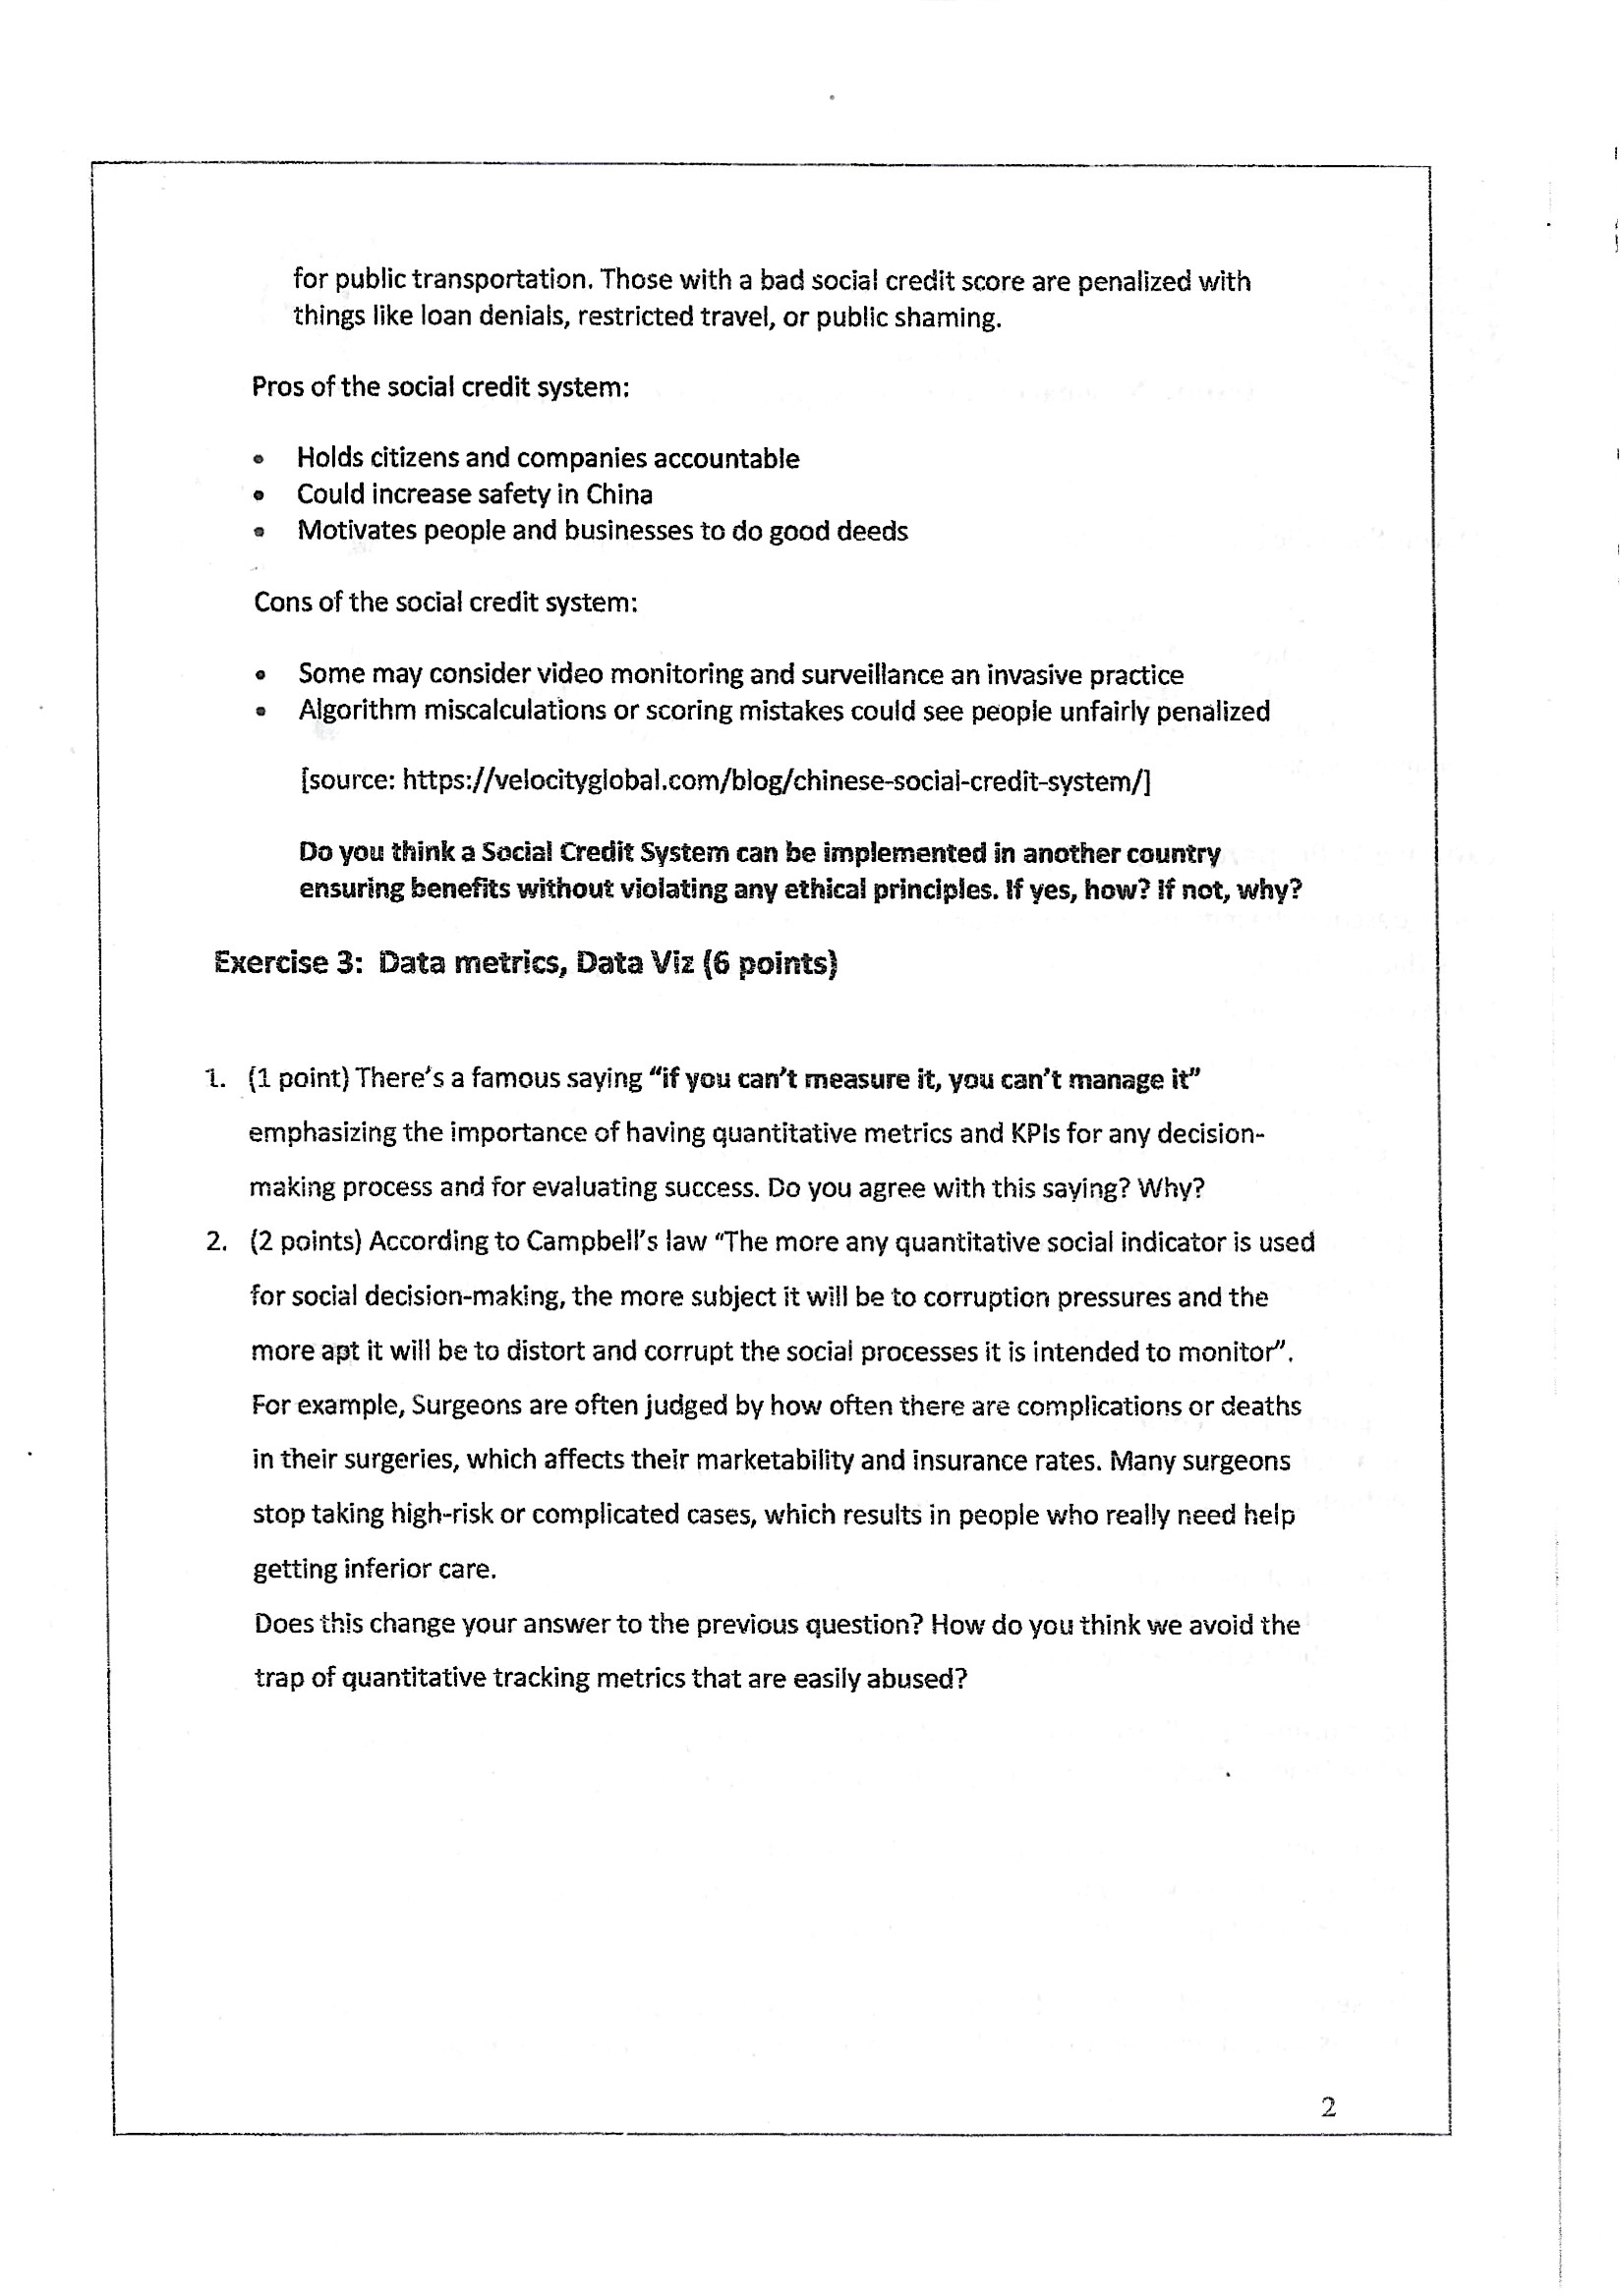 for public transportation. Those with a bad social credit score are penalized with
things like loan denials, restricted travel, or public shaming.
Pros of the social credit system:
• Holds citizens and companies accountable
• Could increase safety in China
• Motivates people and businesses to do good deeds
Cons of the social credit system:
• Some may consider video monitoring and surveillance an invasive practice
• Algorithm miscalculations or scoring mistakes could see people unfairly penalized
[source: https://velocityglobal.com/blog/chinese-social-credit-system/]
Do you think a Social Credit System can be implemented in another country
ensuring benefits without violating any ethical principles. If yes, how? If not, why?
Exercise 3: Data metrics, Data Viz (6 points)
1. (1 point) There's a famous saying "if you can't measure it, you can't manage it"
emphasizing the importance of having quantitative metrics and KPIs for any decision-
making process and for evaluating success. Do you agree with this saying? Why?
2. (2 points) According to Campbell's law "The more any quantitative social indicator is used
for social decision-making, the more subject it will be to corruption pressures and the
more apt it will be to distort and corrupt the social processes it is intended to monitor".
For example, Surgeons are often judged by how often there are complications or deaths
in their surgeries, which affects their marketability and insurance rates. Many surgeons
stop taking high-risk or complicated cases, which results in people who really need help
getting inferior care.
Does this change your answer to the previous question? How do you think we avoid the
trap of quantitative tracking metrics that are easily abused?
2